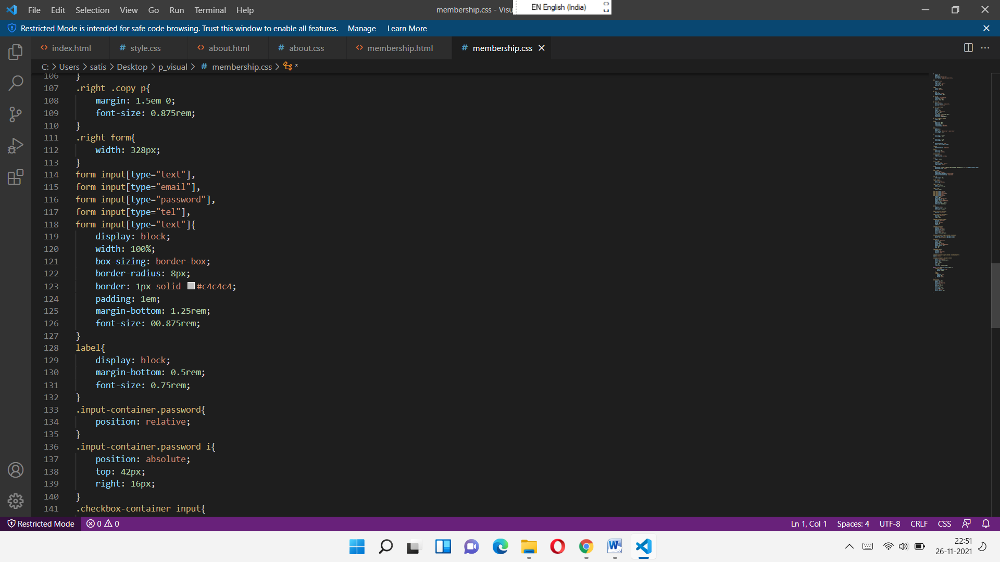 File Edit Selection View Go Run Terminal Help
membership.css - Visu
EN English (India)
Restricted Mode is intended for safe code browsing. Trust this window to enable all features. Manage Learn More
index.html # style.css about.html # about.css membership.html # membership.css
C: > Users > satis > Desktop > p_visual > # membership.css > *
106 }
107 .right .copy p{
108 margin: 1.5em 0;
109 font-size: 0.875rem;
110 }
111 .right form{
112 width: 328px;
113 }
114 form input[type="text"],
115 form input[type="email"],
116 form input[type="password"],
117 form input[type="tel"],
118 form input[type="text"]{
119 display: block;
120 width: 100%;
121 box-sizing: border-box;
122 border-radius: 8px;
123 border: 1px solid #c4c4c4;
124 padding: 1em;
125 margin-bottom: 1.25rem;
126 font-size: 00.875rem;
127 }
128 label{
129 display: block;
130 margin-bottom: 0.5rem;
131 font-size: 0.75rem;
132 }
133 .input-container.password{
134 position: relative;
135 }
136 .input-container.password i{
137 position: absolute;
138 top: 42px;
139 right: 16px;
140 }
141 .checkbox-container input{
Restricted Mode 0 0 Ln 1, Col 1 Spaces: 4 UTF-8 CRLF CSS
22:51
26-11-2021